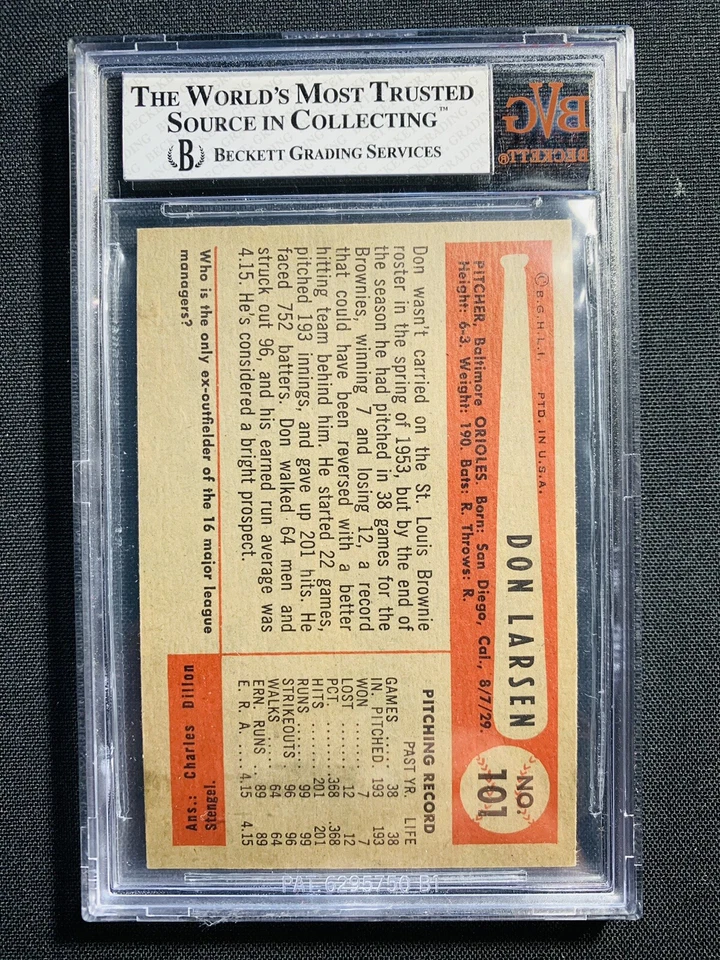 THE WORLD'S MOST TRUSTED
SOURCE IN COLLECTING™
B BECKETT GRADING SERVICES
BVG
BECKETT®
© B.G.H.L.I. PTD. IN U.S.A.
DON LARSEN
NO.
101
PITCHER, Baltimore ORIOLES. Born: San Diego, Cal., 8/7/29.
Height: 6-3. Weight: 190. Bats: R. Throws: R.
Don wasn't carried on the St. Louis Brownie
roster in the spring of 1953, but by the end of
the season he had pitched in 38 games for the
Brownies, winning 7 and losing 12, a record
that could have been reversed with a better
hitting team behind him. He started 22 games,
pitched 193 innings, and gave up 201 hits. He
faced 752 batters. Don walked 64 men and
struck out 96, and his earned run average was
4.15. He's considered a bright prospect.
PITCHING RECORD
PAST YR. LIFE
GAMES ..... 38 38
IN. PITCHED 193 193
WON ....... 7 7
LOST ...... 12 12
PCT. ...... .368 .368
HITS ...... 201 201
RUNS ...... 99 99
STRIKEOUTS 96 96
WALKS ..... 64 64
ERN. RUNS . 89 89
E. R. A. ... 4.15 4.15
Who is the only ex-outfielder of the 16 major league
managers?
Ans.: Charles Dillon
Stengel.
PAT 6295750 B1